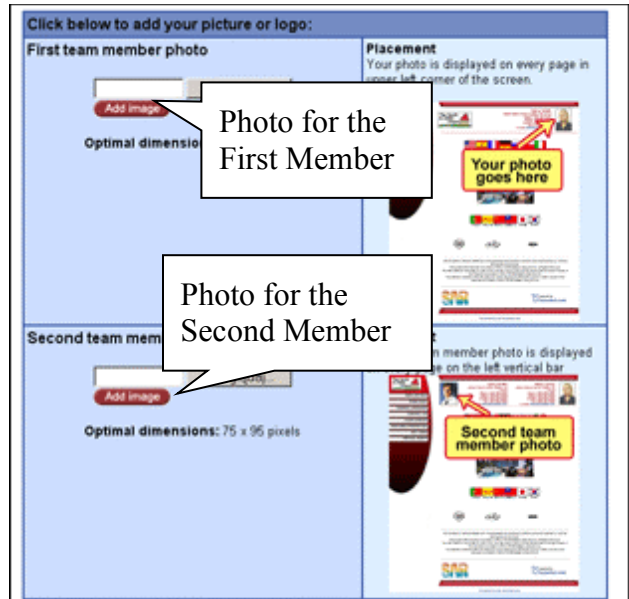 Click below to add your picture or logo:
First team member photo
Placement
Your photo is displayed on every page in
upper left corner of the screen.
Add image
Photo for the
First Member
Optimal dimensions
Your photo
goes here
Photo for the
Second Member
Second team mem
member photo is displayed
page on the left vertical bar
Add image
Optimal dimensions: 75 x 95 pixels
Second team
member photo